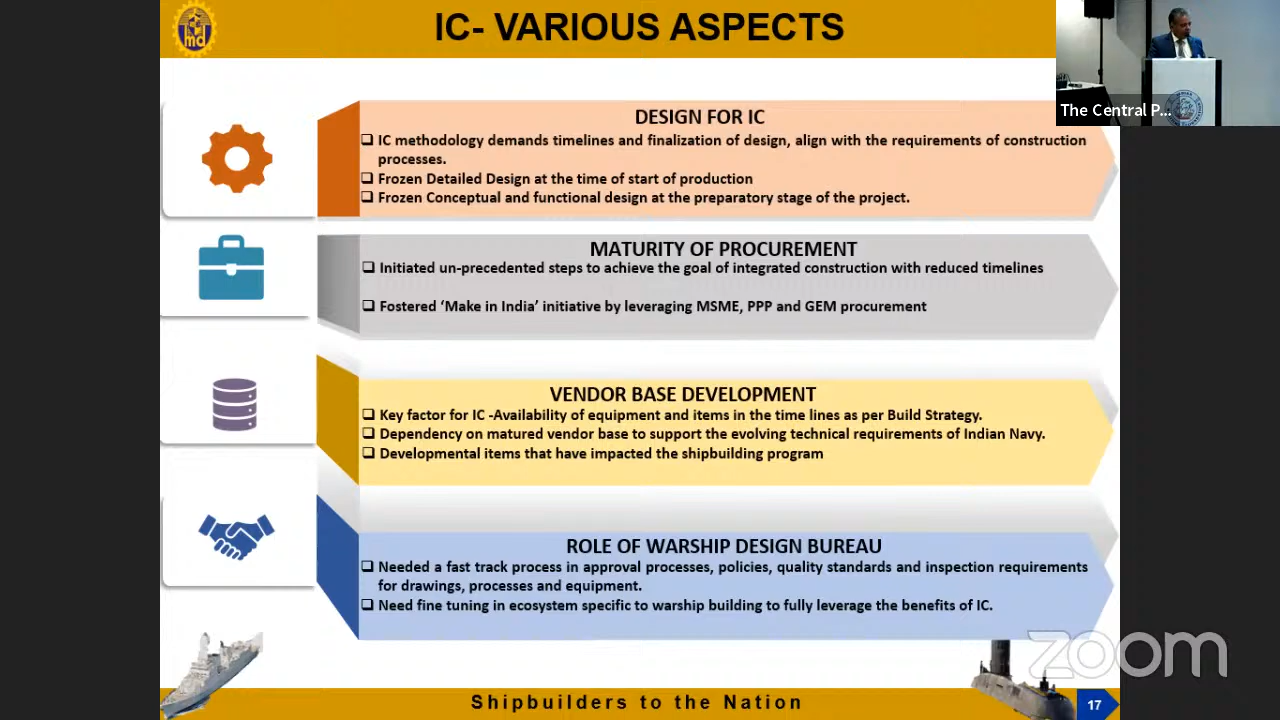 IC- VARIOUS ASPECTS
md
The Central P...
DESIGN FOR IC
❑ IC methodology demands timelines and finalization of design, align with the requirements of construction
processes.
❑ Frozen Detailed Design at the time of start of production
❑ Frozen Conceptual and functional design at the preparatory stage of the project.
MATURITY OF PROCUREMENT
❑ Initiated un-precedented steps to achieve the goal of integrated construction with reduced timelines
❑ Fostered ‘Make in India’ initiative by leveraging MSME, PPP and GEM procurement
VENDOR BASE DEVELOPMENT
❑ Key factor for IC -Availability of equipment and items in the time lines as per Build Strategy.
❑ Dependency on matured vendor base to support the evolving technical requirements of Indian Navy.
❑ Developmental items that have impacted the shipbuilding program
ROLE OF WARSHIP DESIGN BUREAU
❑ Needed a fast track process in approval processes, policies, quality standards and inspection requirements
for drawings, processes and equipment.
❑ Need fine tuning in ecosystem specific to warship building to fully leverage the benefits of IC.
zoom
Shipbuilders to the Nation
17